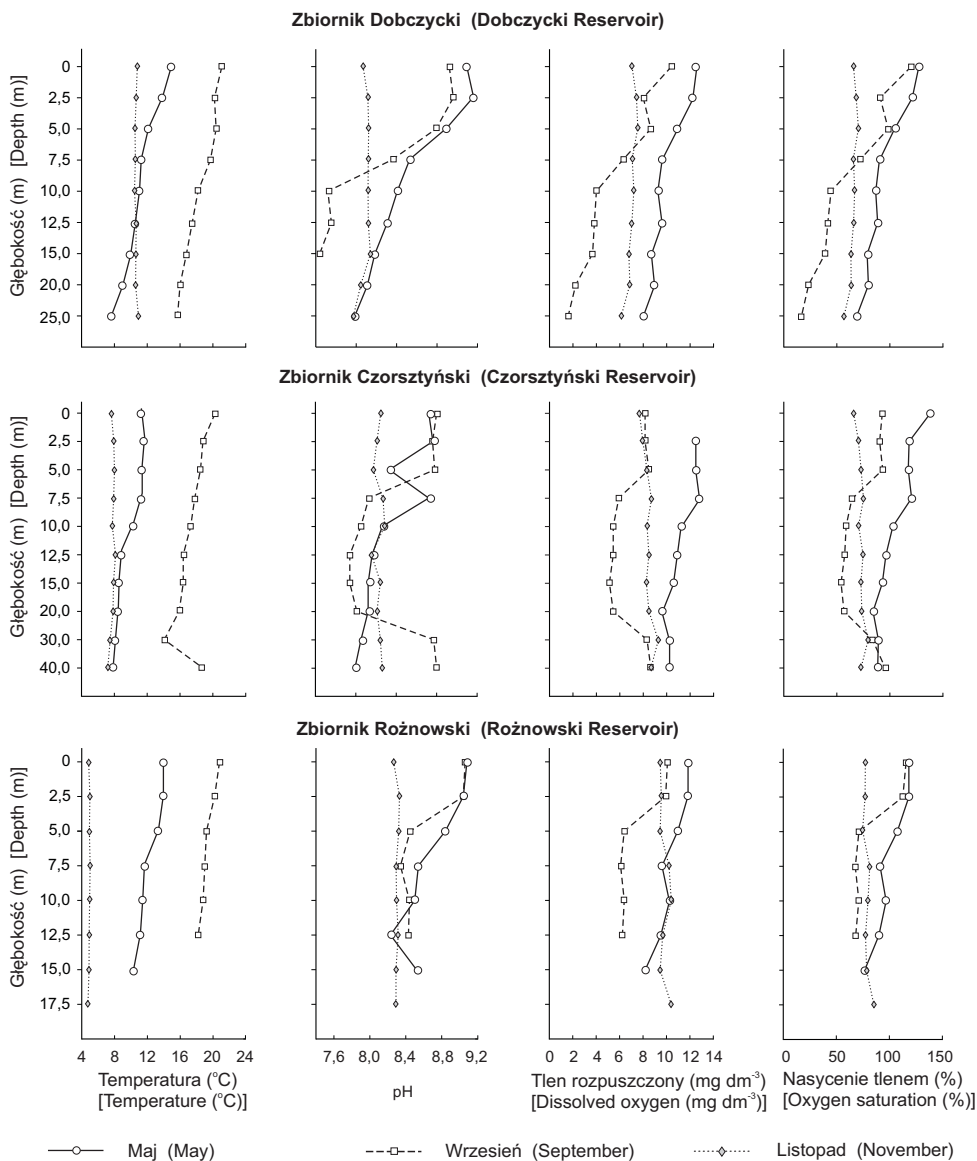 Zbiornik Dobczycki (Dobczycki Reservoir)
Głębokość (m) [Depth (m)]
0
2,5
5,0
7,5
10,0
12,5
15,0
20,0
25,0
Zbiornik Czorsztyński (Czorsztyński Reservoir)
Głębokość (m) [Depth (m)]
0
2,5
5,0
7,5
10,0
12,5
15,0
20,0
30,0
40,0
Zbiornik Rożnowski (Rożnowski Reservoir)
Głębokość (m) [Depth (m)]
0
2,5
5,0
7,5
10,0
12,5
15,0
17,5
4 8 12 16 20 24
Temperatura (°C)
[Temperature (°C)]
7,6 8,0 8,4 8,8 9,2
pH
0 2 4 6 8 10 12 14
Tlen rozpuszczony (mg dm⁻³)
[Dissolved oxygen (mg dm⁻³)]
0 50 100 150
Nasycenie tlenem (%)
[Oxygen saturation (%)]
Maj (May) Wrzesień (September) Listopad (November)